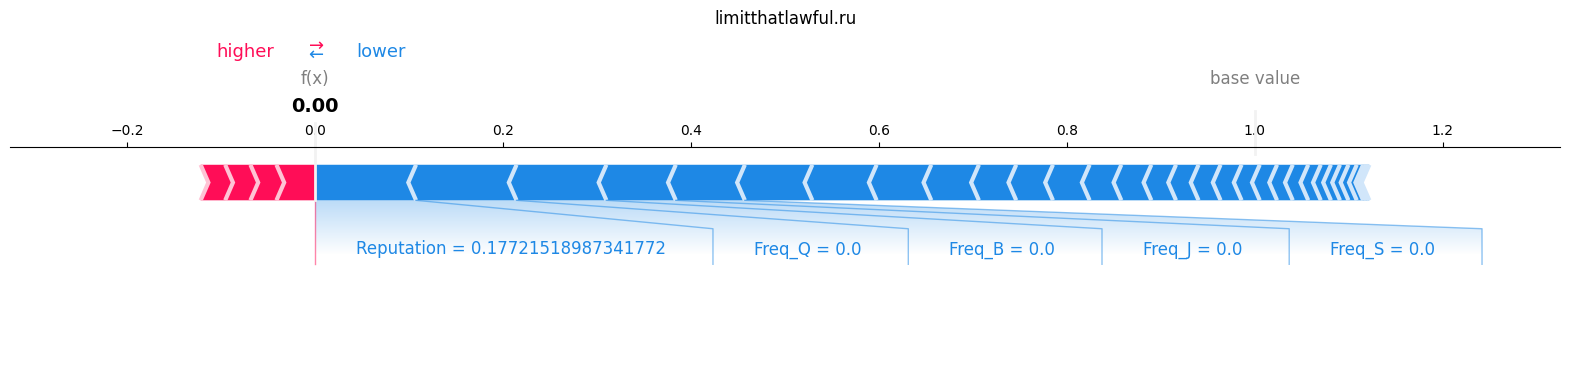 limitthatlawful.ru
higher → ← lower
f(x) base value
0.00
−0.2 0.0 0.2 0.4 0.6 0.8 1.0 1.2
Reputation = 0.17721518987341772 Freq_Q = 0.0 Freq_B = 0.0 Freq_J = 0.0 Freq_S = 0.0